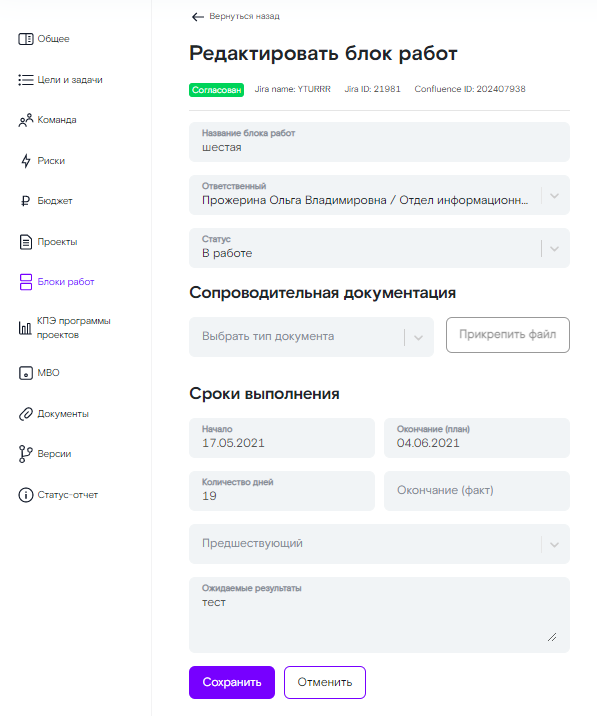 Общее
Цели и задачи
Команда
Риски
Бюджет
Проекты
Блоки работ
КПЭ программы
проектов
МВО
Документы
Версии
Статус-отчет
Вернуться назад
Редактировать блок работ
Согласован Jira name: YTURRR Jira ID: 21981 Confluence ID: 202407938
Название блока работ
шестая
Ответственный
Прожерина Ольга Владимировна / Отдел информационн...
Статус
В работе
Сопроводительная документация
Выбрать тип документа Прикрепить файл
Сроки выполнения
Начало
17.05.2021
Окончание (план)
04.06.2021
Количество дней
19
Окончание (факт)
Предшествующий
Ожидаемые результаты
тест
Сохранить Отменить